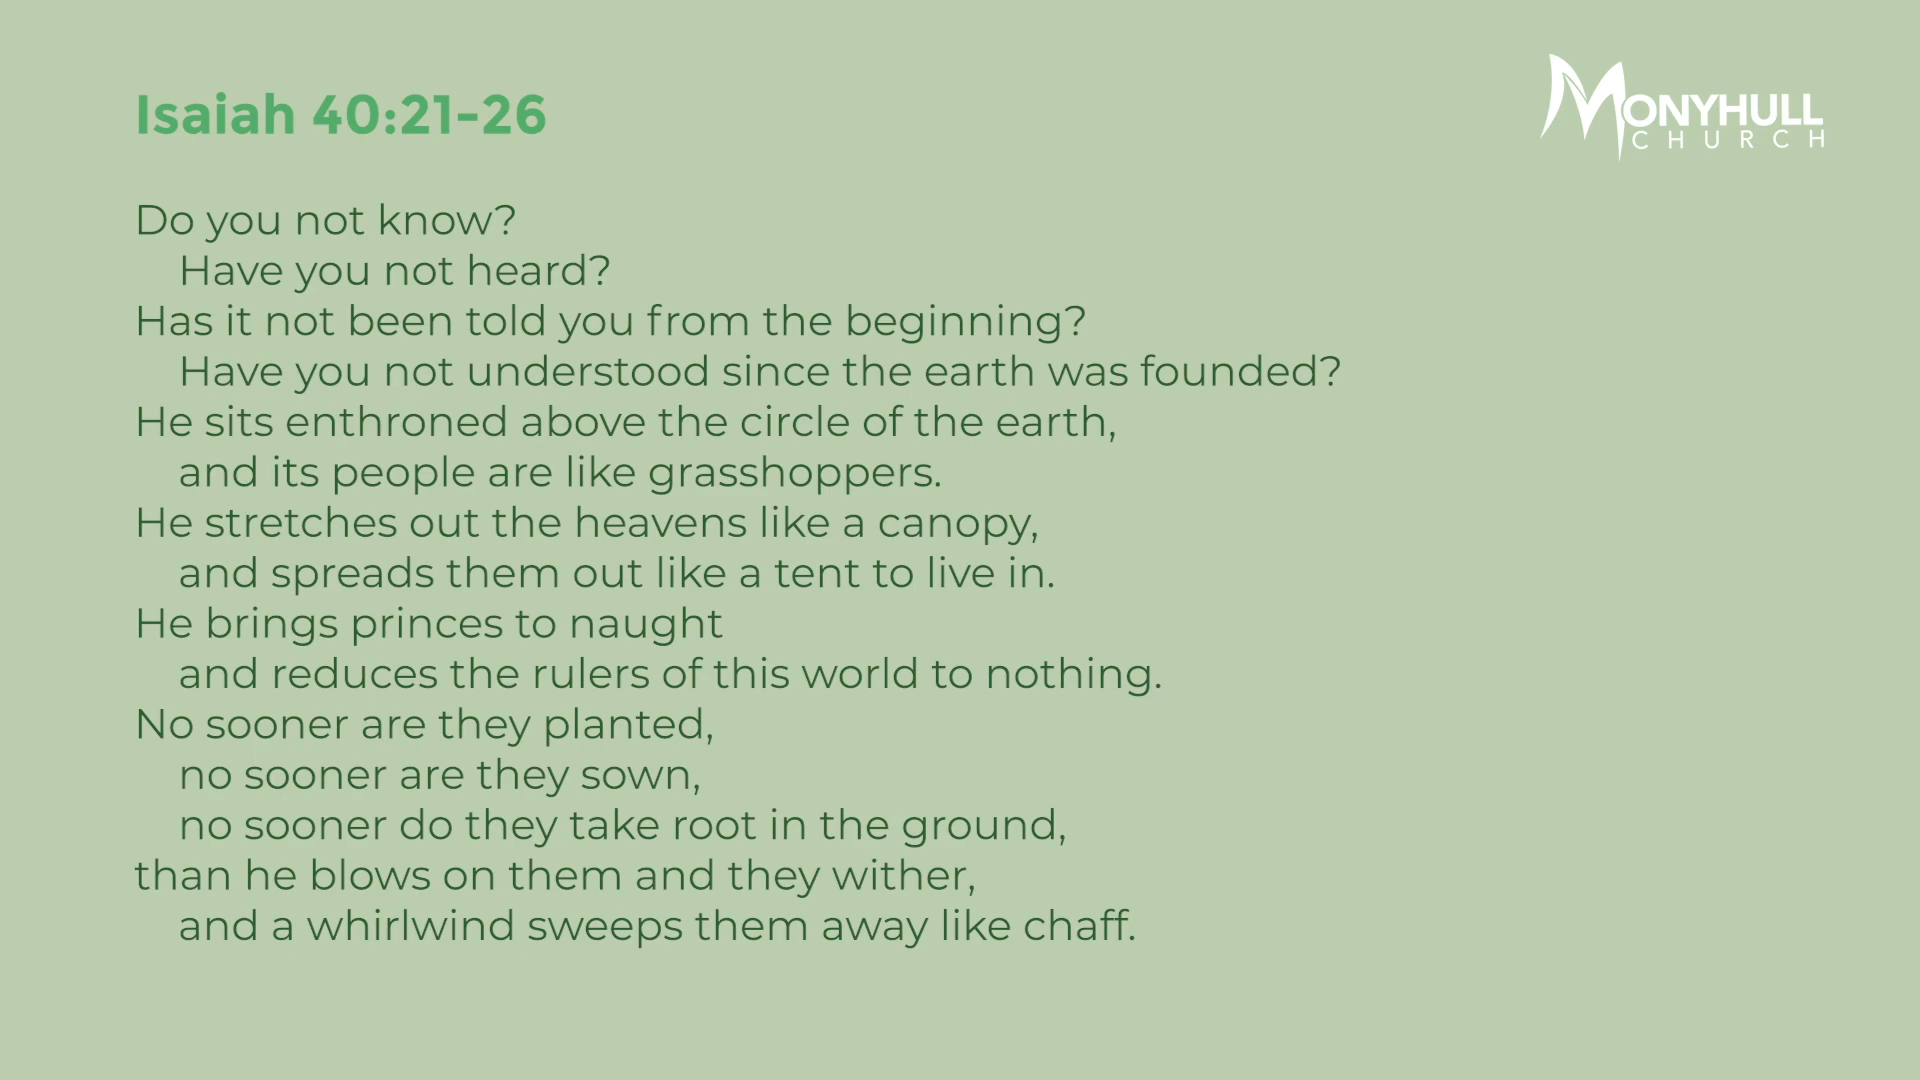 Isaiah 40:21-26
MONYHULL
CHURCH
Do you not know?
Have you not heard?
Has it not been told you from the beginning?
Have you not understood since the earth was founded?
He sits enthroned above the circle of the earth,
and its people are like grasshoppers.
He stretches out the heavens like a canopy,
and spreads them out like a tent to live in.
He brings princes to naught
and reduces the rulers of this world to nothing.
No sooner are they planted,
no sooner are they sown,
no sooner do they take root in the ground,
than he blows on them and they wither,
and a whirlwind sweeps them away like chaff.